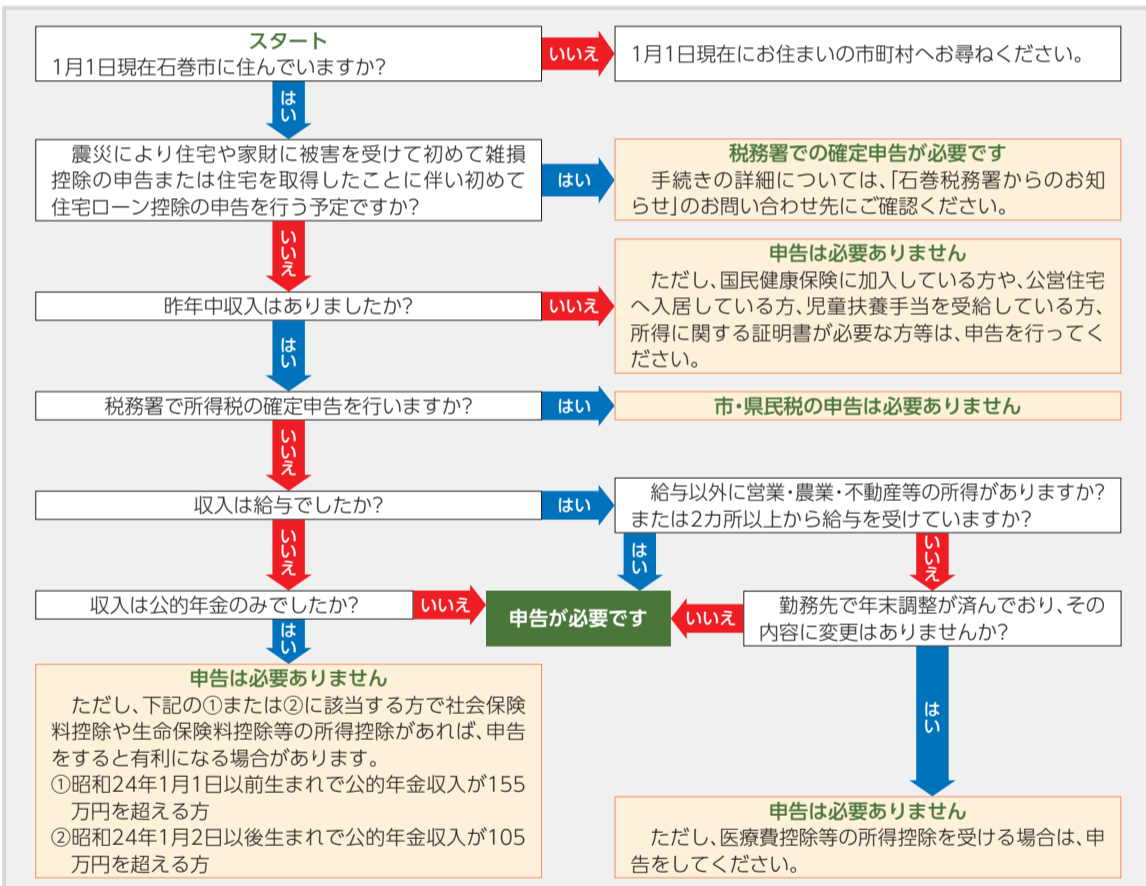 スタート
1月1日現在石巻市に住んでいますか?
いいえ
1月1日現在にお住まいの市町村へお尋ねください。
はい
震災により住宅や家財に被害を受けて初めて雑損
控除の申告または住宅を取得したことに伴い初めて
住宅ローン控除の申告を行う予定ですか?
はい
税務署での確定申告が必要です
手続きの詳細については、「石巻税務署からのお知
らせ」のお問い合わせ先にご確認ください。
いいえ
昨年中収入はありましたか?
いいえ
申告は必要ありません
ただし、国民健康保険に加入している方や、公営住宅
へ入居している方、児童扶養手当を受給している方、
所得に関する証明書が必要な方等は、申告を行ってく
ださい。
はい
税務署で所得税の確定申告を行いますか?
はい
市・県民税の申告は必要ありません
いいえ
収入は給与でしたか?
はい
給与以外に営業・農業・不動産等の所得がありますか?
または2カ所以上から給与を受けていますか?
いいえ
はい
いいえ
収入は公的年金のみでしたか?
いいえ
申告が必要です
いいえ
勤務先で年末調整が済んでおり、その
内容に変更はありませんか?
はい
申告は必要ありません
ただし、下記の①または②に該当する方で社会保険
料控除や生命保険料控除等の所得控除があれば、申告
をすると有利になる場合があります。
①昭和24年1月1日以前生まれで公的年金収入が155
万円を超える方
②昭和24年1月2日以後生まれで公的年金収入が105
万円を超える方
はい
申告は必要ありません
ただし、医療費控除等の所得控除を受ける場合は、申
告をしてください。